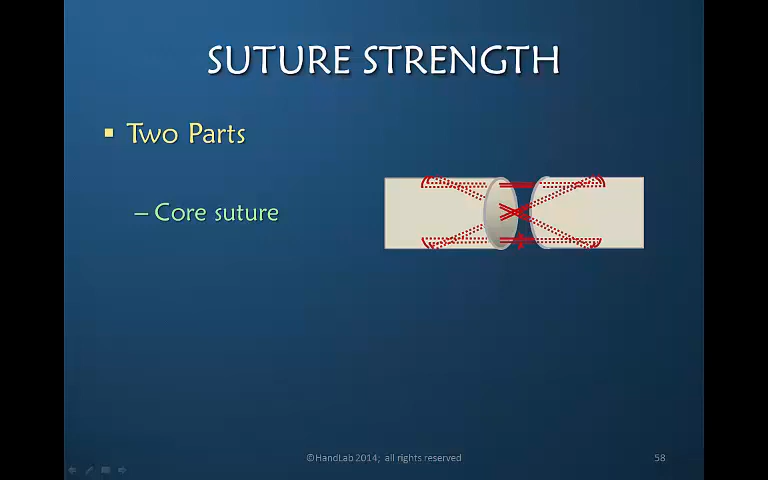 SUTURE STRENGTH
▪ Two Parts
– Core suture
©HandLab 2014; all rights reserved
58